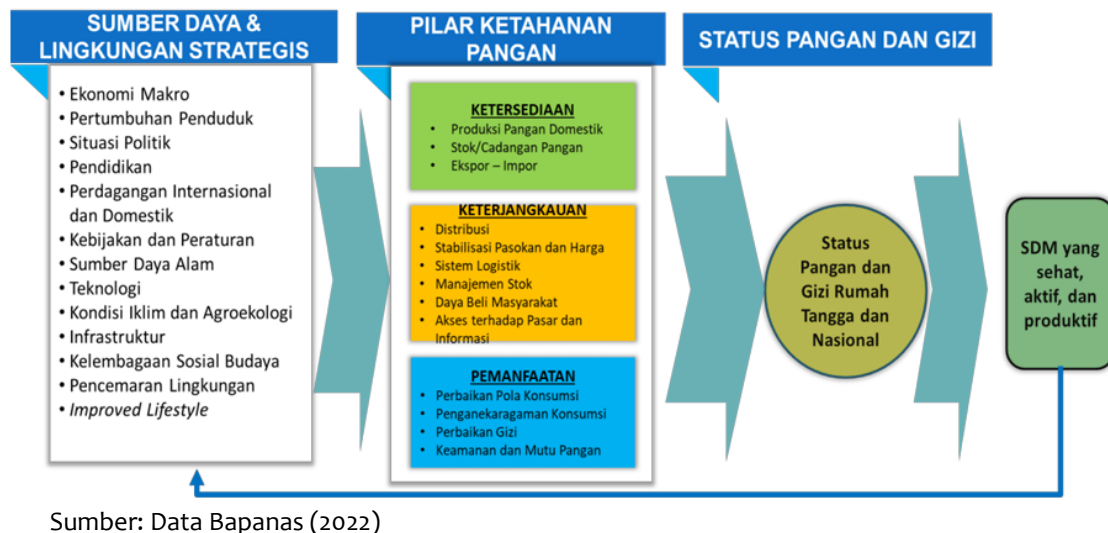 SUMBER DAYA &
LINGKUNGAN STRATEGIS
• Ekonomi Makro
• Pertumbuhan Penduduk
• Situasi Politik
• Pendidikan
• Perdagangan Internasional
dan Domestik
• Kebijakan dan Peraturan
• Sumber Daya Alam
• Teknologi
• Kondisi Iklim dan Agroekologi
• Infrastruktur
• Kelembagaan Sosial Budaya
• Pencemaran Lingkungan
• Improved Lifestyle
PILAR KETAHANAN
PANGAN
KETERSEDIAAN
• Produksi Pangan Domestik
• Stok/Cadangan Pangan
• Ekspor – Impor
KETERJANGKAUAN
• Distribusi
• Stabilisasi Pasokan dan Harga
• Sistem Logistik
• Manajemen Stok
• Daya Beli Masyarakat
• Akses terhadap Pasar dan
Informasi
PEMANFAATAN
• Perbaikan Pola Konsumsi
• Penganekaragaman Konsumsi
• Perbaikan Gizi
• Keamanan dan Mutu Pangan
STATUS PANGAN DAN GIZI
Status
Pangan dan
Gizi Rumah
Tangga dan
Nasional
SDM yang
sehat,
aktif, dan
produktif
Sumber: Data Bapanas (2022)